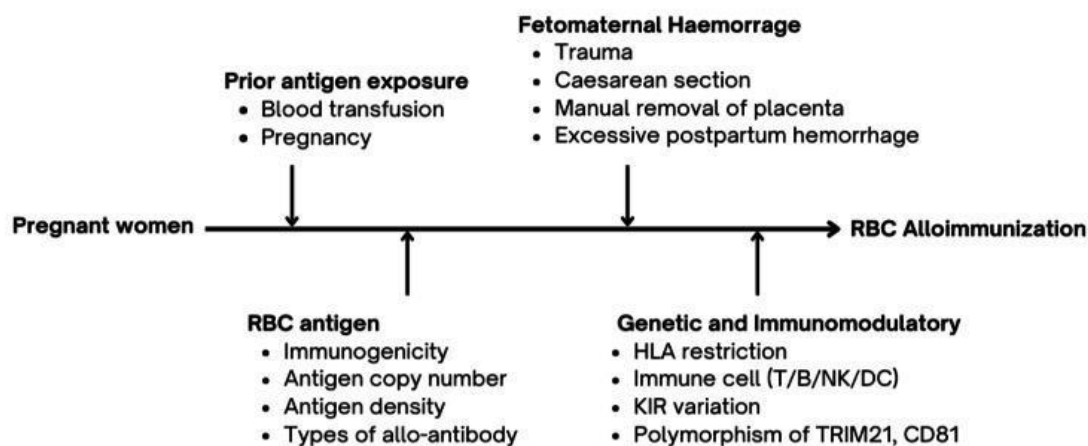 Fetomaternal Haemorrage
• Trauma
• Caesarean section
• Manual removal of placenta
• Excessive postpartum hemorrhage
Prior antigen exposure
• Blood transfusion
• Pregnancy
Pregnant women
RBC Alloimmunization
RBC antigen
• Immunogenicity
• Antigen copy number
• Antigen density
• Types of allo-antibody
Genetic and Immunomodulatory
• HLA restriction
• Immune cell (T/B/NK/DC)
• KIR variation
• Polymorphism of TRIM21, CD81